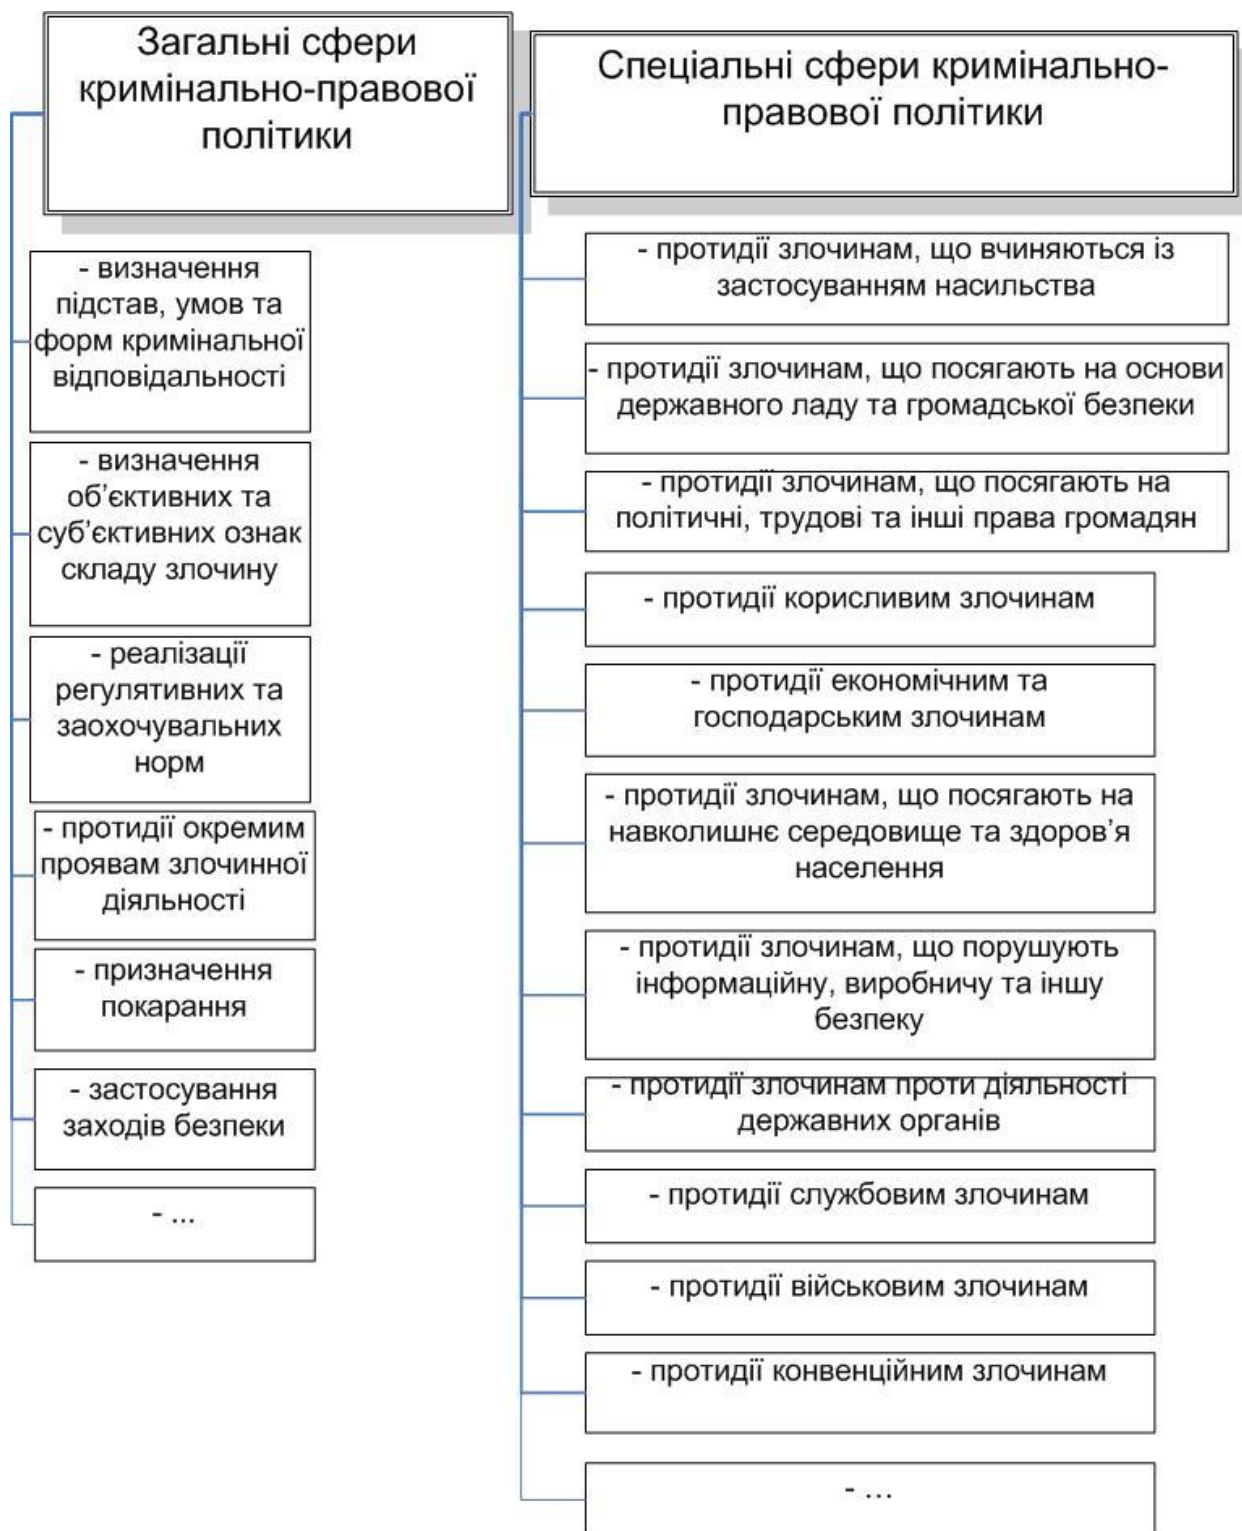 Загальні сфери
кримінально-правової
політики
- визначення
підстав, умов та
форм кримінальної
відповідальності
- визначення
об’єктивних та
суб’єктивних ознак
складу злочину
- реалізації
регулятивних та
заохочувальних
норм
- протидії окремим
проявам злочинної
діяльності
- призначення
покарання
- застосування
заходів безпеки
- ...
Спеціальні сфери кримінально-
правової політики
- протидії злочинам, що вчиняються із
застосуванням насильства
- протидії злочинам, що посягають на основи
державного ладу та громадської безпеки
- протидії злочинам, що посягають на
політичні, трудові та інші права громадян
- протидії корисливим злочинам
- протидії економічним та
господарським злочинам
- протидії злочинам, що посягають на
навколишнє середовище та здоров’я
населення
- протидії злочинам, що порушують
інформаційну, виробничу та іншу
безпеку
- протидії злочинам проти діяльності
державних органів
- протидії службовим злочинам
- протидії військовим злочинам
- протидії конвенційним злочинам
- ...